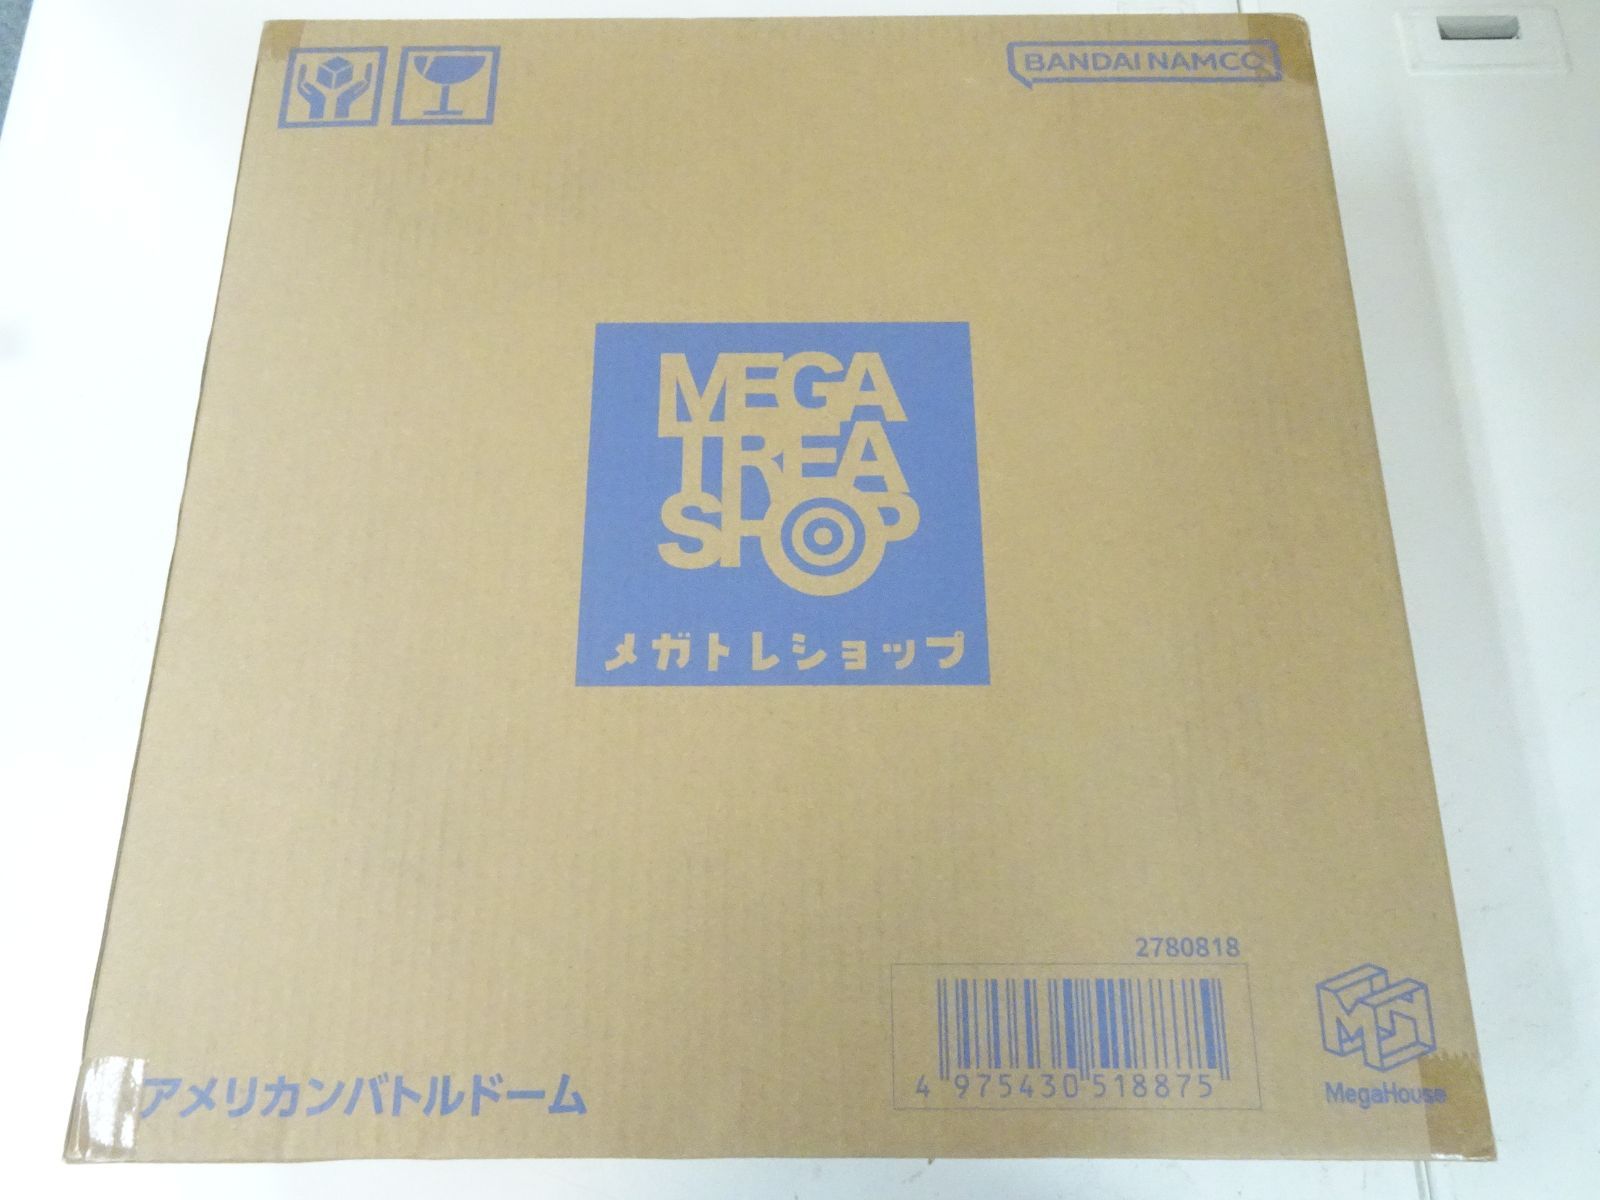 BANDAI NAMCO
MEGA
TREA
SHOP
メガトレショップ
2780818
4 975430 518875
アメリカンバトルドーム
MegaHouse